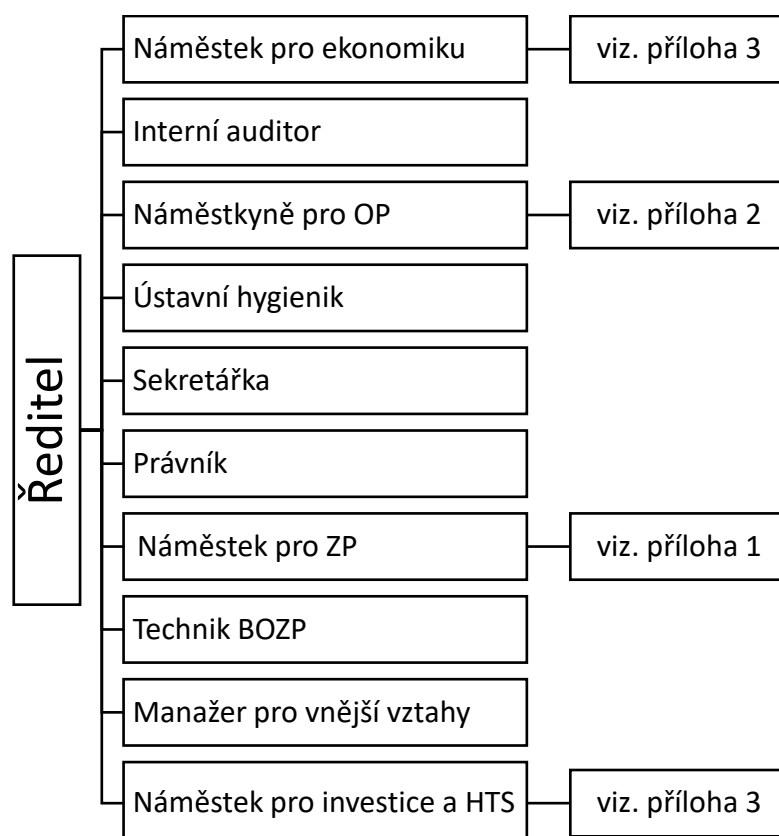 Ředitel
Náměstek pro ekonomiku
viz. příloha 3
Interní auditor
Náměstkyně pro OP
viz. příloha 2
Ústavní hygienik
Sekretářka
Právník
Náměstek pro ZP
viz. příloha 1
Technik BOZP
Manažer pro vnější vztahy
Náměstek pro investice a HTS
viz. příloha 3